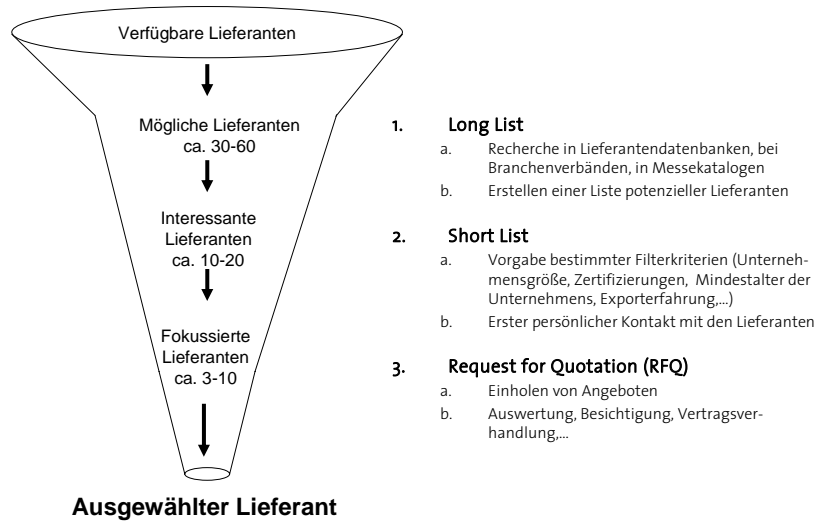 Verfügbare Lieferanten
Mögliche Lieferanten
ca. 30-60
Interessante
Lieferanten
ca. 10-20
Fokussierte
Lieferanten
ca. 3-10
Ausgewählter Lieferant
1. Long List
a. Recherche in Lieferantendatenbanken, bei
Branchenverbänden, in Messekatalogen
b. Erstellen einer Liste potenzieller Lieferanten
2. Short List
a. Vorgabe bestimmter Filterkriterien (Unterneh-
mensgröße, Zertifizierungen, Mindestalter der
Unternehmens, Exporterfahrung,...)
b. Erster persönlicher Kontakt mit den Lieferanten
3. Request for Quotation (RFQ)
a. Einholen von Angeboten
b. Auswertung, Besichtigung, Vertragsver-
handlung,...